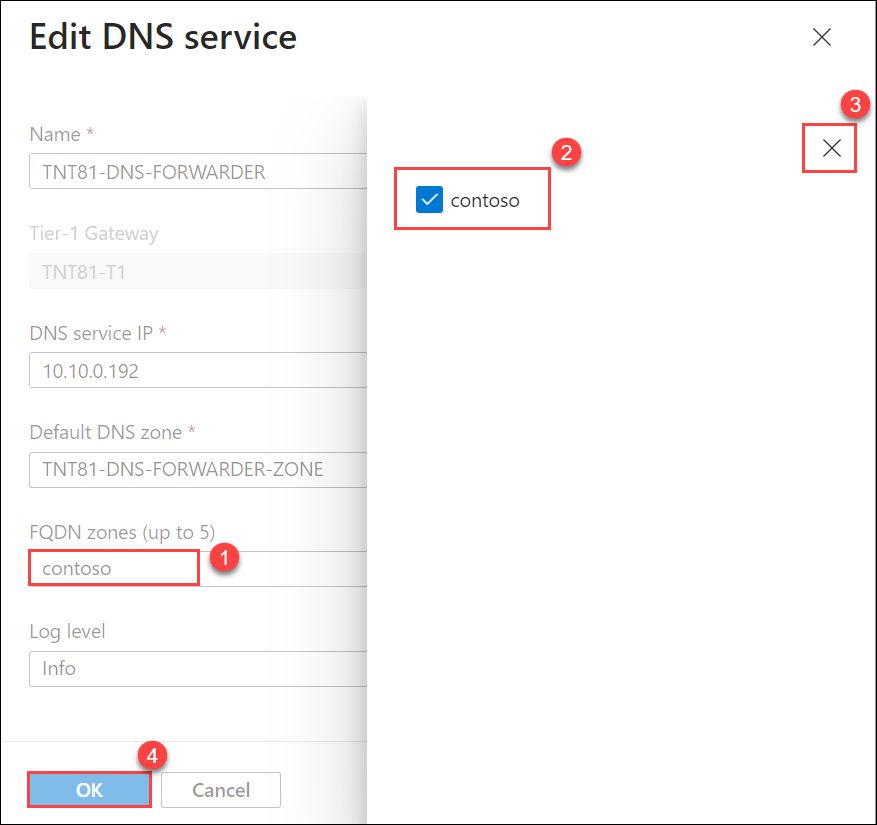 Edit DNS service
3
Name *
2
TNT81-DNS-FORWARDER
contoso
Tier-1 Gateway
TNT81-T1
DNS service IP *
10.10.0.192
Default DNS zone *
TNT81-DNS-FORWARDER-ZONE
FQDN zones (up to 5)
contoso
1
Log level
Info
4
OK
Cancel